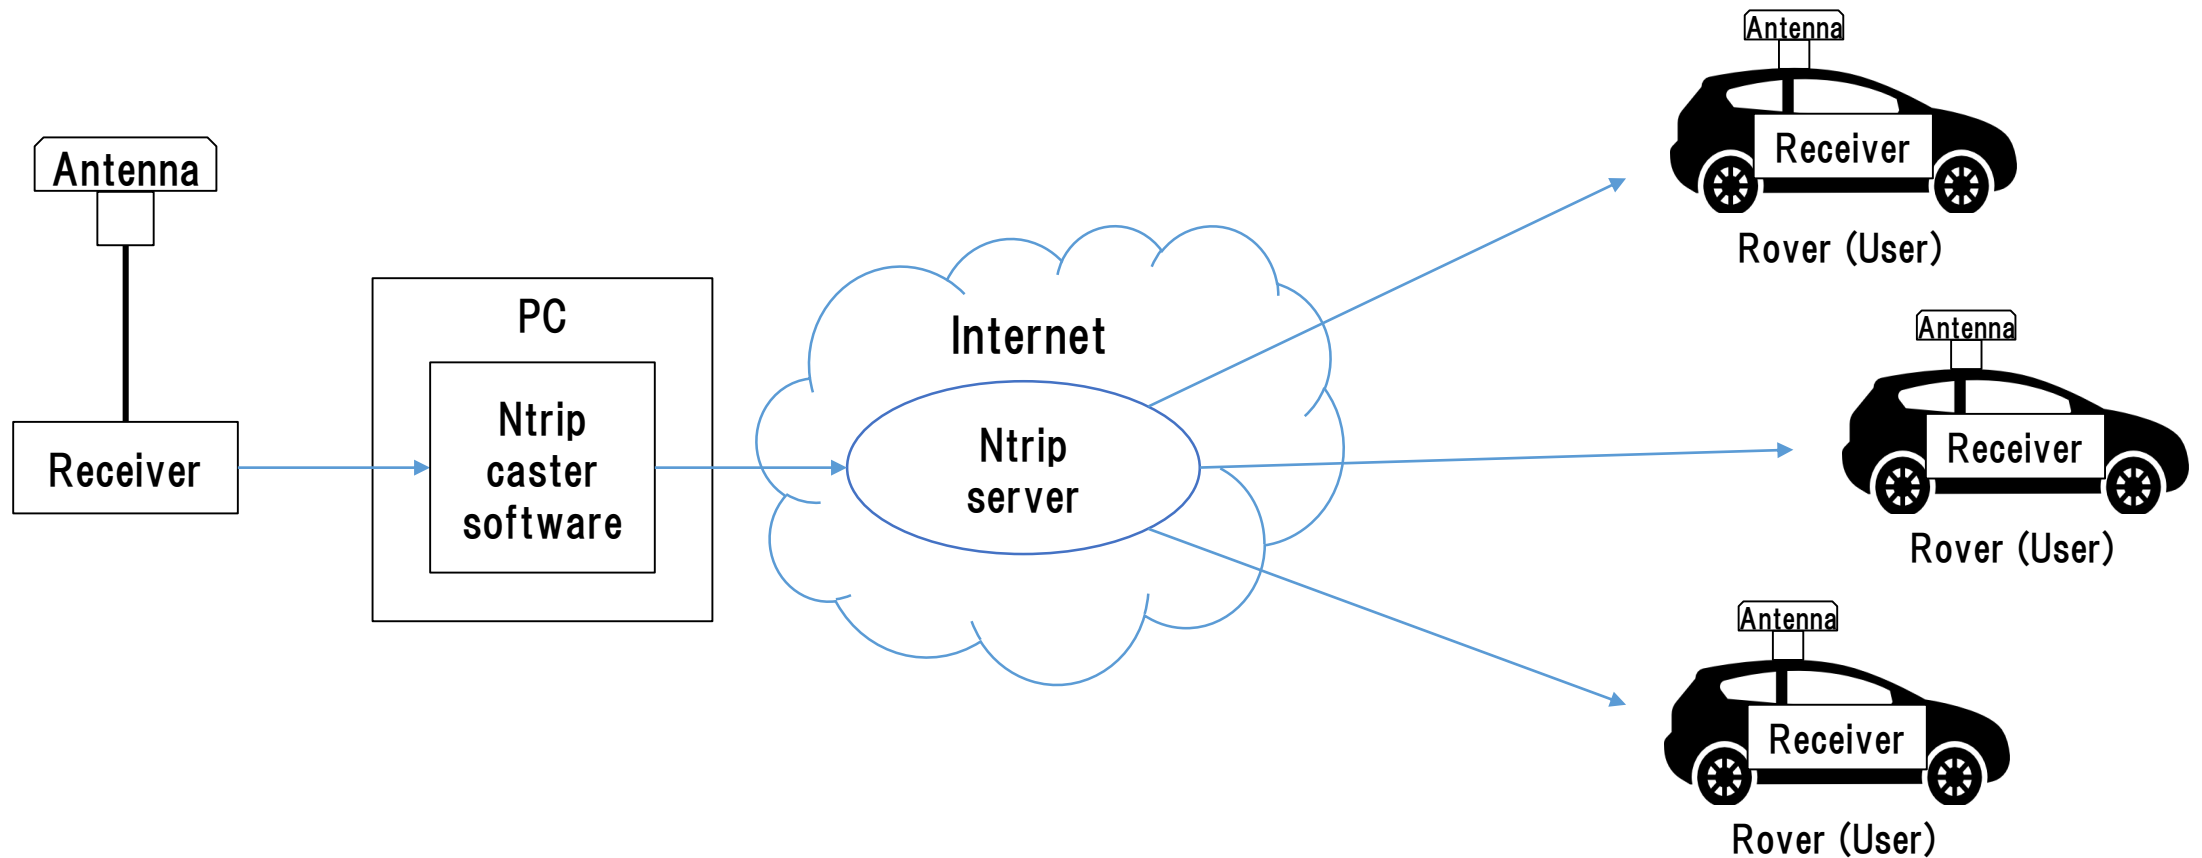 Antenna
Receiver
PC
Ntrip
caster
software
Internet
Ntrip
server
Antenna
Receiver
Rover (User)
Antenna
Receiver
Rover (User)
Antenna
Receiver
Rover (User)